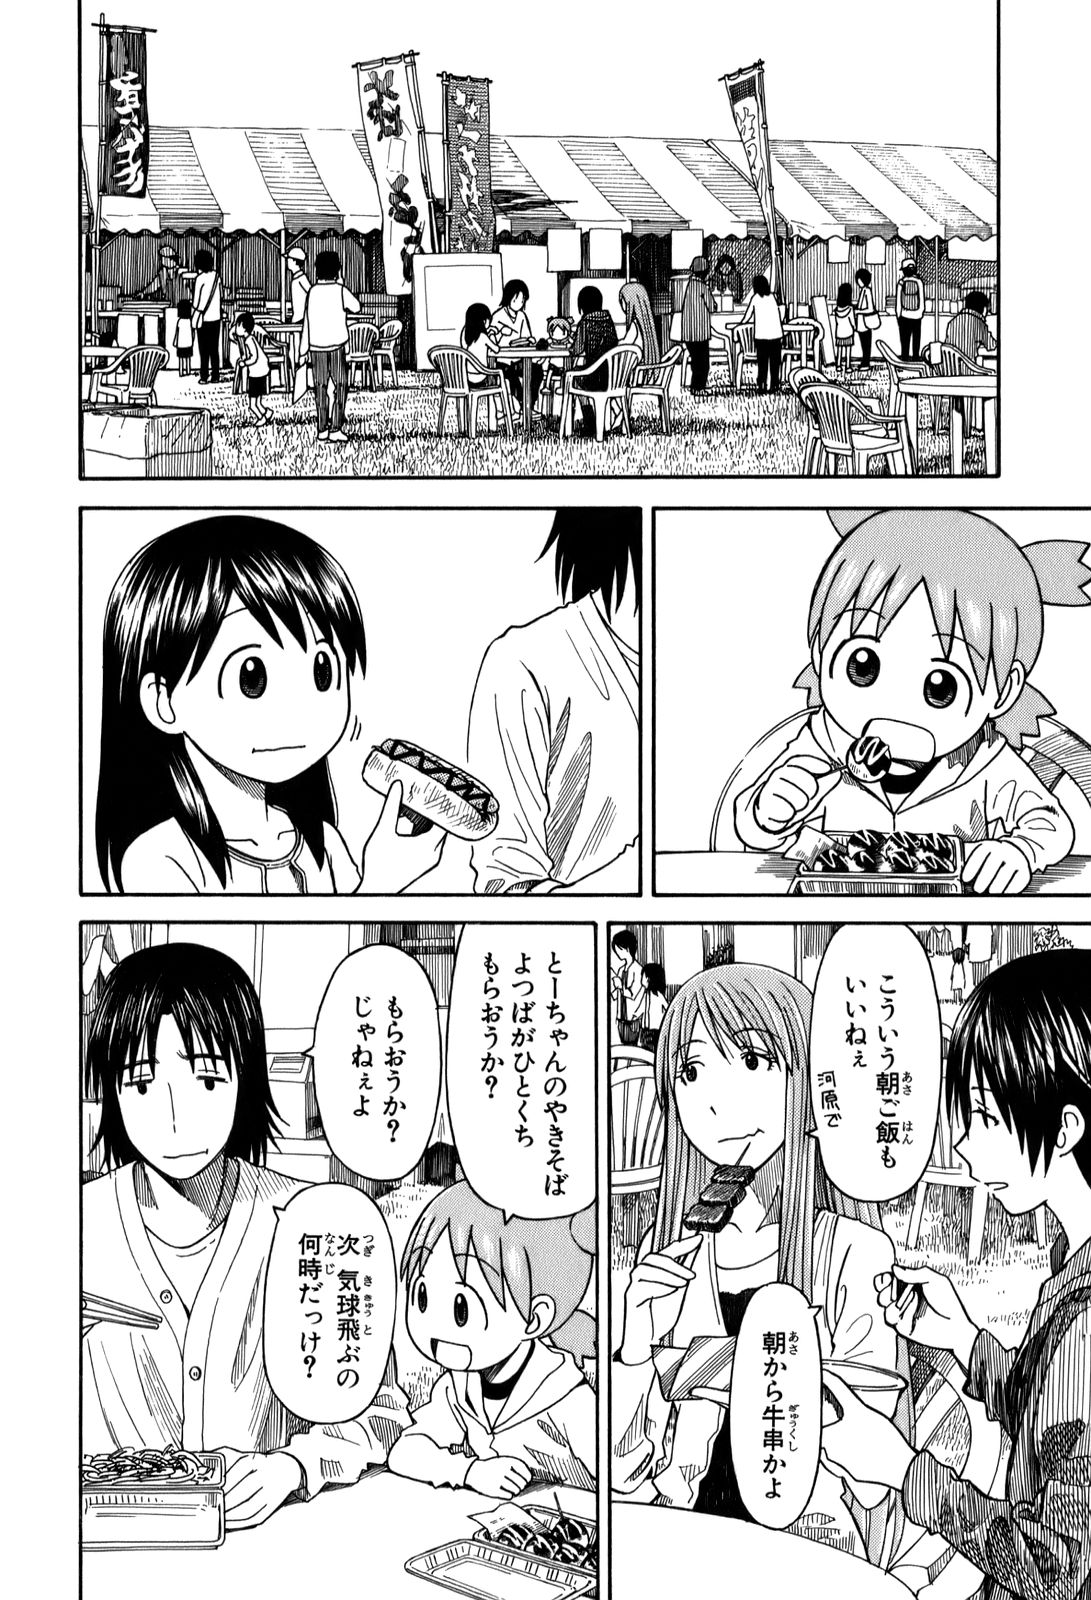 こういう朝ご飯も
いいねぇ
河原で
朝から牛串かよ
とーちゃんのやきそば
よつばがひとくち
もらおうか?
もらおうか?
じゃねぇよ
次 気球飛ぶの
何時だっけ?